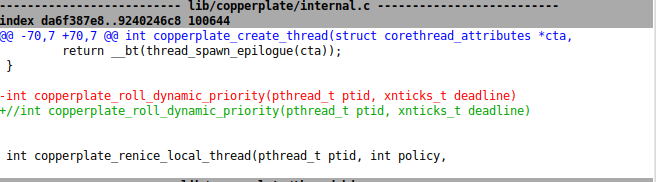 ------------------------- lib/copperplate/internal.c -------------------------
index da6f387e8..9240246c8 100644
@@ -70,7 +70,7 @@ int copperplate_create_thread(struct corethread_attributes *cta,
        return __bt(thread_spawn_epilogue(cta));
 }
-int copperplate_roll_dynamic_priority(pthread_t ptid, xnticks_t deadline)
+//int copperplate_roll_dynamic_priority(pthread_t ptid, xnticks_t deadline)
 int copperplate_renice_local_thread(pthread_t ptid, int policy,